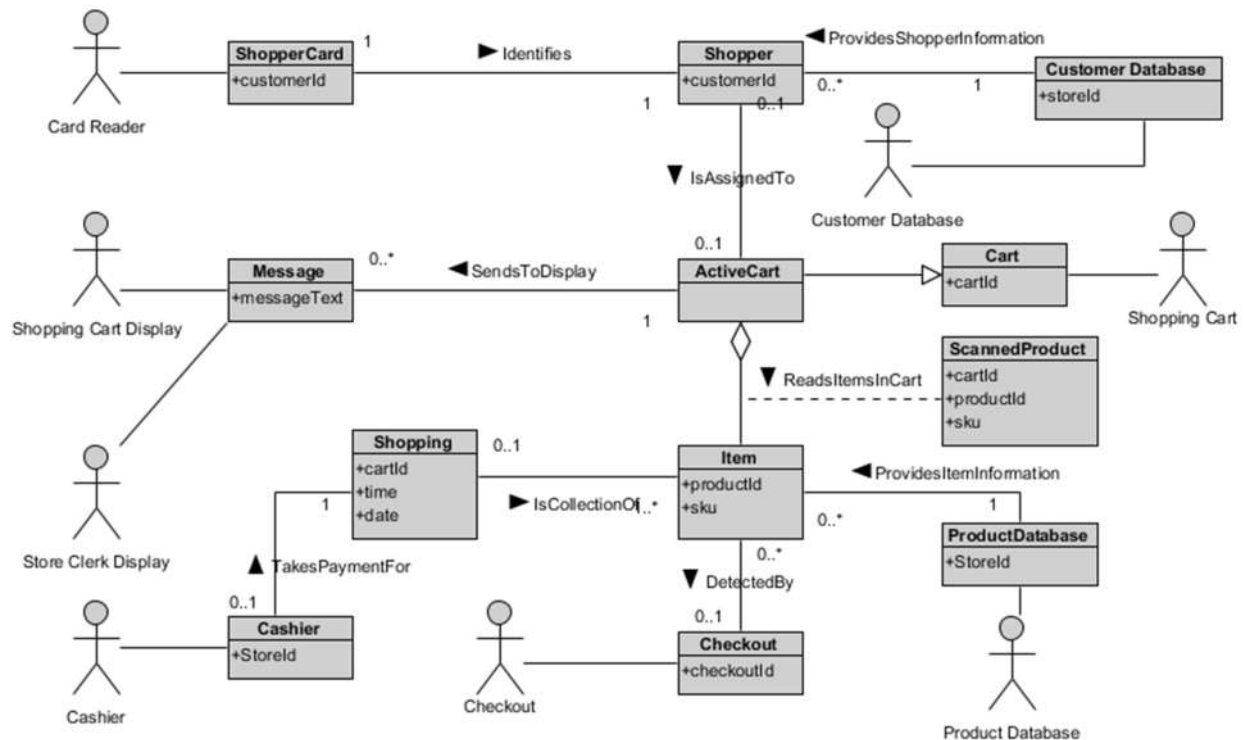 ShopperCard
+customerId
1
Identifies
Shopper
+customerId
1
0..1
ProvidesShopperInformation
0..*
1
Customer Database
+storeId
Card Reader
IsAssignedTo
Customer Database
0..1
Message
+messageText
0..*
SendsToDisplay
ActiveCart
1
Cart
+cartId
Shopping Cart Display
Shopping Cart
ReadsItemsInCart
ScannedProduct
+cartId
+productId
+sku
Shopping
+cartId
+time
+date
0..1
IsCollectionOf
1..*
Item
+productId
+sku
ProvidesItemInformation
0..*
1
ProductDatabase
+StoreId
Store Clerk Display
1
TakesPaymentFor
0..1
0..*
DetectedBy
0..1
Cashier
+StoreId
Checkout
+checkoutId
Cashier
Checkout
Product Database